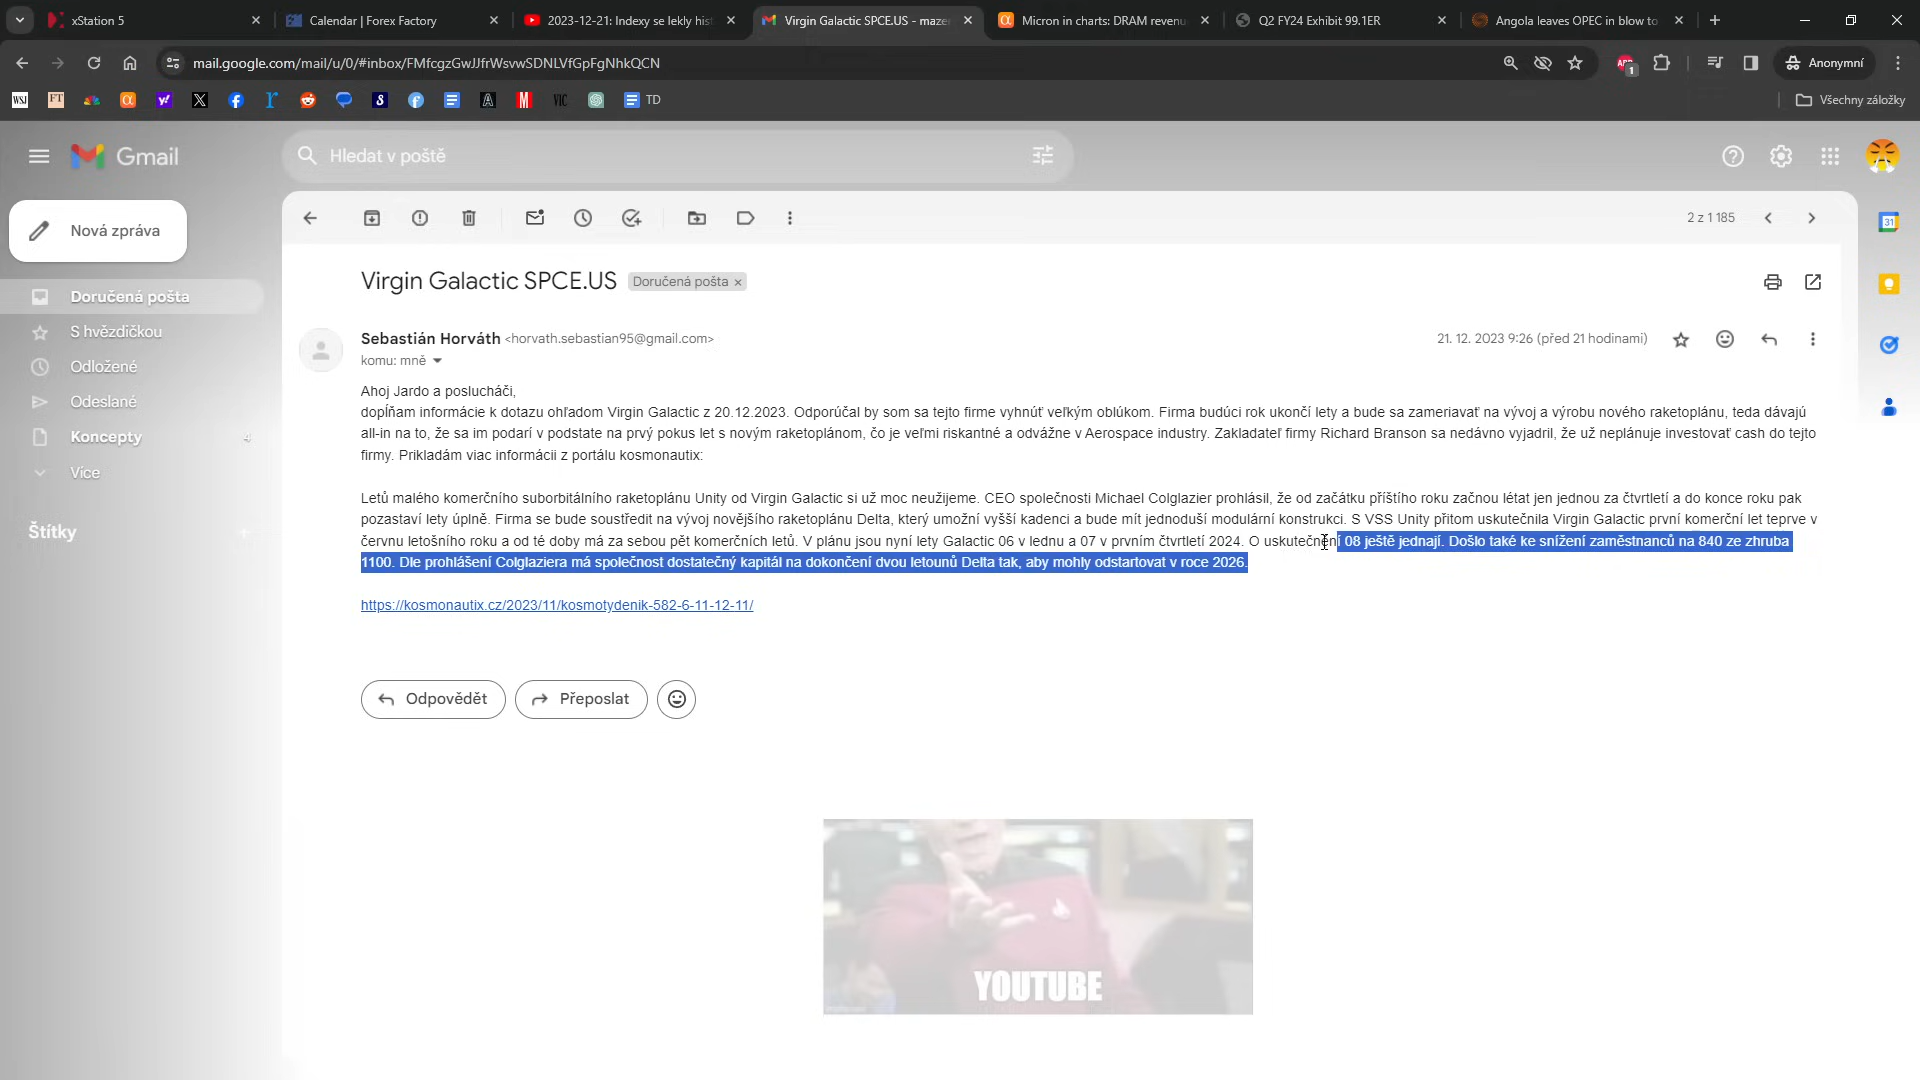 xStation 5
Calendar | Forex Factory
2023-12-21: Indexy se lekly hist
Virgin Galactic SPCE.US - maze
Micron in charts: DRAM revenu
Q2 FY24 Exhibit 99.1ER
Angola leaves OPEC in blow to
mail.google.com/mail/u/0/#inbox/FMfcgzGwJJfrWsvwSDNLVfGpFgNhkQCN
ABP
1
Anonymní
WSJ
FT
VIC
TD
Všechny záložky
Gmail
Hledat v poště
Nová zpráva
2 z 1 185
31
Virgin Galactic SPCE.US
Doručená pošta ×
Doručená pošta
S hvězdičkou
Odložené
Odeslané
Koncepty 4
Více
Štítky +
Sebastián Horváth <horvath.sebastian95@gmail.com>
21. 12. 2023 9:26 (před 21 hodinami)
komu: mně
Ahoj Jardo a poslucháči,
dopĺňam informácie k dotazu ohľadom Virgin Galactic z 20.12.2023. Odporúčal by som sa tejto firme vyhnúť veľkým oblúkom. Firma budúci rok ukončí lety a bude sa zameriavať na vývoj a výrobu nového raketoplánu, teda dávajú
all-in na to, že sa im podarí v podstate na prvý pokus let s novým raketoplánom, čo je veľmi riskantné a odvážne v Aerospace industry. Zakladateľ firmy Richard Branson sa nedávno vyjadril, že už neplánuje investovať cash do tejto
firmy. Prikladám viac informácii z portálu kosmonautix:
Letů malého komerčního suborbitálního raketoplánu Unity od Virgin Galactic si už moc neužijeme. CEO společnosti Michael Colglazier prohlásil, že od začátku příštího roku začnou létat jen jednou za čtvrtletí a do konce roku pak
pozastaví lety úplně. Firma se bude soustředit na vývoj novějšího raketoplánu Delta, který umožní vyšší kadenci a bude mít jednoduší modulární konstrukci. S VSS Unity přitom uskutečnila Virgin Galactic první komerční let teprve v
červnu letošního roku a od té doby má za sebou pět komerčních letů. V plánu jsou nyní lety Galactic 06 v lednu a 07 v prvním čtvrtletí 2024. O uskutečnění 08 ještě jednají. Došlo také ke snížení zaměstnanců na 840 ze zhruba
1100. Dle prohlášení Colglaziera má společnost dostatečný kapitál na dokončení dvou letounů Delta tak, aby mohly odstartovat v roce 2026.
https://kosmonautix.cz/2023/11/kosmotydenik-582-6-11-12-11/
Odpovědět
Přeposlat
YOUTUBE